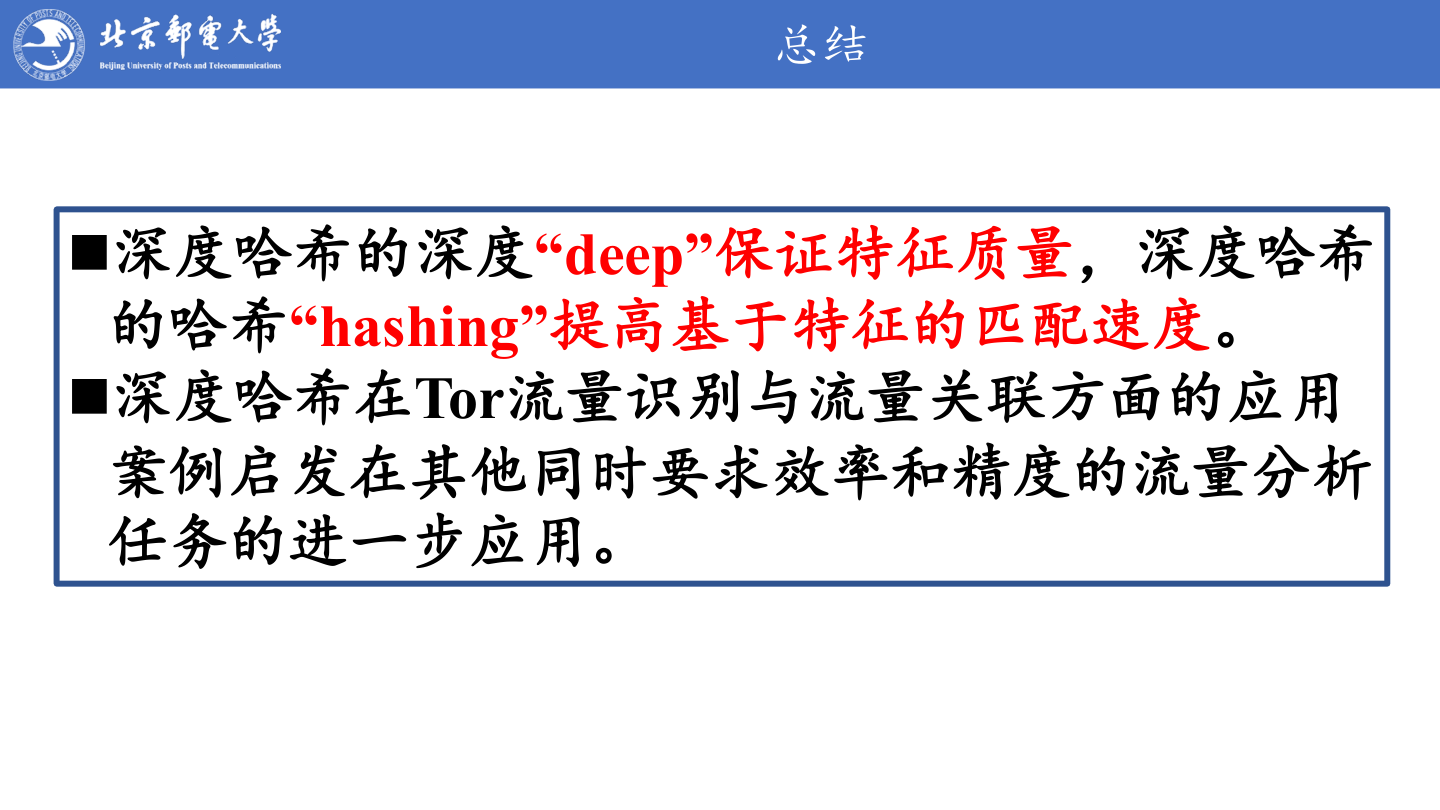 北京郵電大學
Beijing University of Posts and Telecommunications
总结
■深度哈希的深度“deep”保证特征质量，深度哈希
的哈希“hashing”提高基于特征的匹配速度。
■深度哈希在Tor流量识别与流量关联方面的应用
案例启发在其他同时要求效率和精度的流量分析
任务的进一步应用。